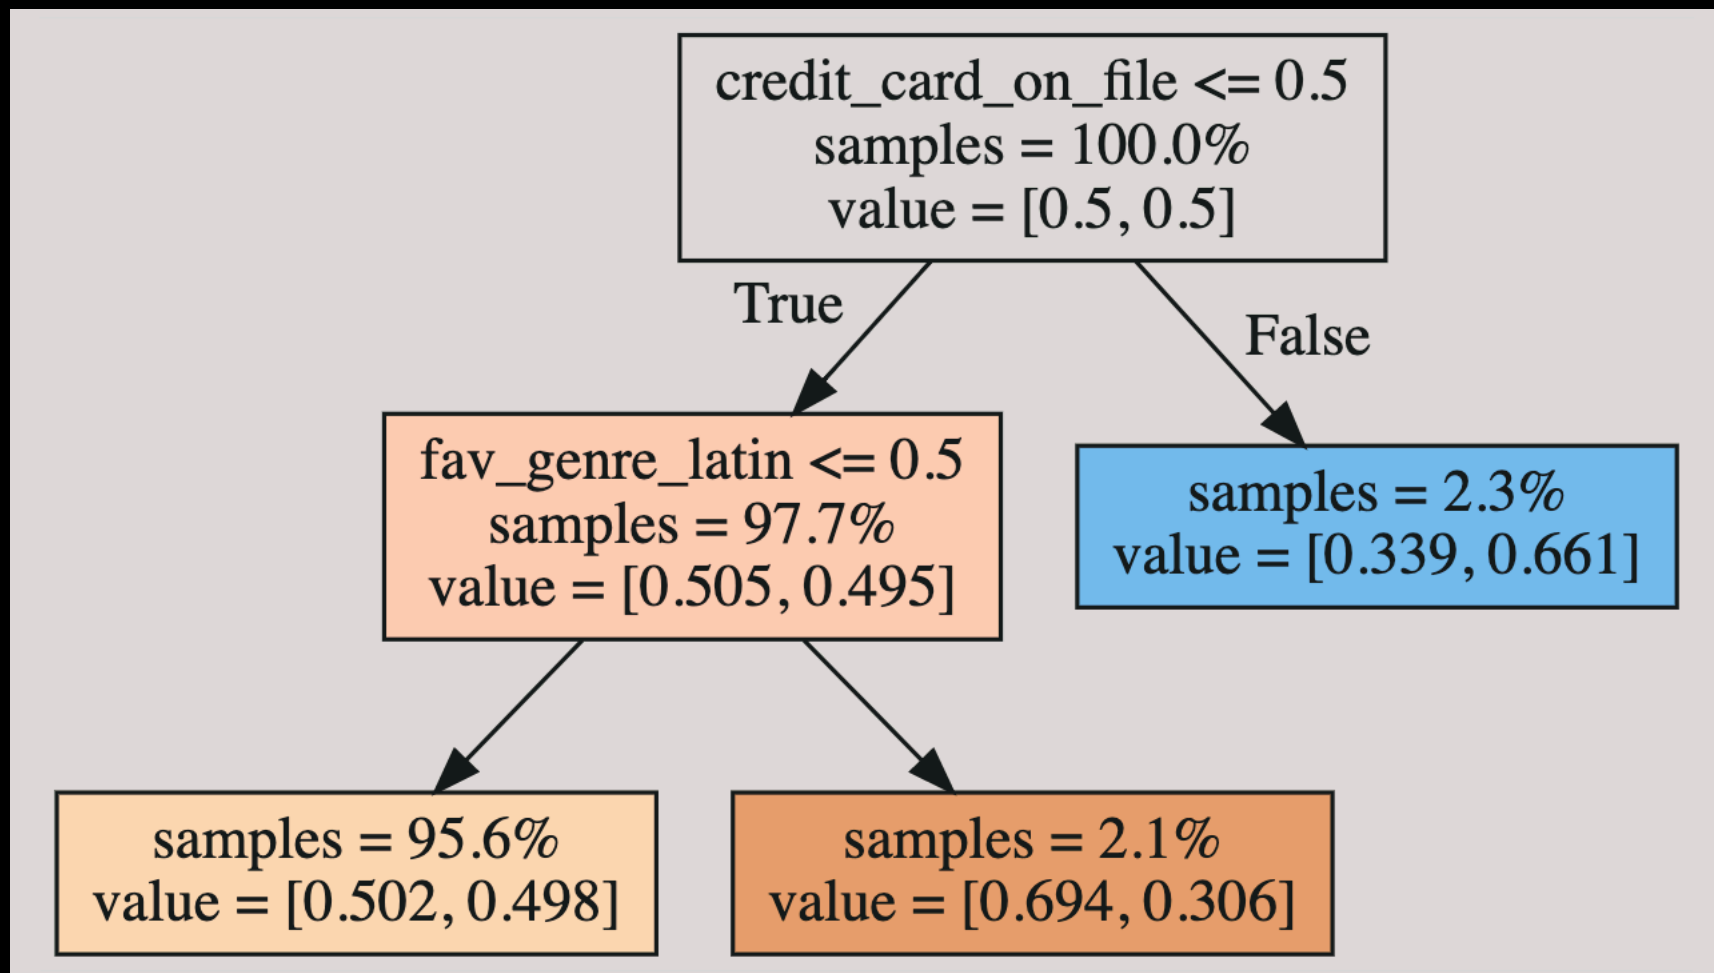 credit_card_on_file <= 0.5
samples = 100.0%
value = [0.5, 0.5]
True
False
fav_genre_latin <= 0.5
samples = 97.7%
value = [0.505, 0.495]
samples = 2.3%
value = [0.339, 0.661]
samples = 95.6%
value = [0.502, 0.498]
samples = 2.1%
value = [0.694, 0.306]